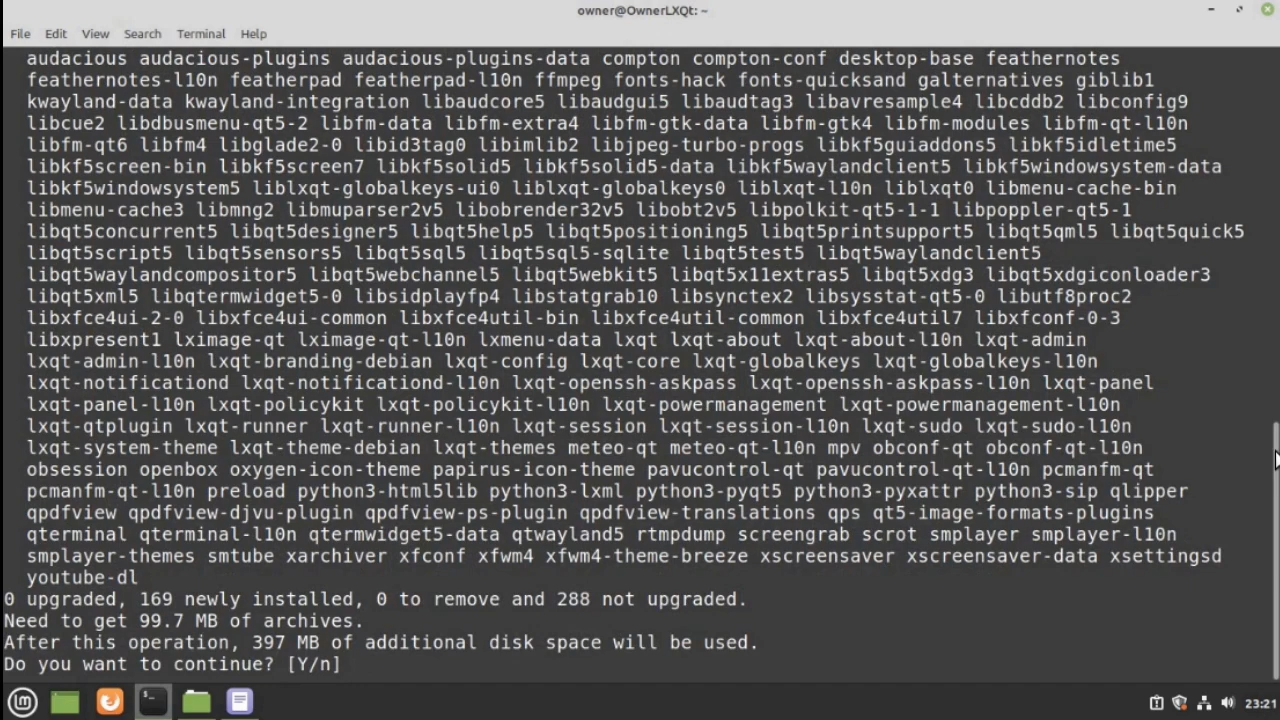 owner@OwnerLXQt: ~
File Edit View Search Terminal Help
audacious audacious-plugins audacious-plugins-data compton compton-conf desktop-base feathernotes
feathernotes-l10n featherpad featherpad-l10n ffmpeg fonts-hack fonts-quicksand galternatives giblib1
kwayland-data kwayland-integration libaudcore5 libaudgui5 libaudtag3 libavresample4 libcddb2 libconfig9
libcue2 libdbusmenu-qt5-2 libfm-data libfm-extra4 libfm-gtk-data libfm-gtk4 libfm-modules libfm-qt-l10n
libfm-qt6 libfm4 libglade2-0 libid3tag0 libimlib2 libjpeg-turbo-progs libkf5guiaddons5 libkf5idletime5
libkf5screen-bin libkf5screen7 libkf5solid5 libkf5solid5-data libkf5waylandclient5 libkf5windowsystem-data
libkf5windowsystem5 liblxqt-globalkeys-ui0 liblxqt-globalkeys0 liblxqt-l10n liblxqt0 libmenu-cache-bin
libmenu-cache3 libmng2 libmuparser2v5 libobrender32v5 libobt2v5 libpolkit-qt5-1-1 libpoppler-qt5-1
libqt5concurrent5 libqt5designer5 libqt5help5 libqt5positioning5 libqt5printsupport5 libqt5qml5 libqt5quick5
libqt5script5 libqt5sensors5 libqt5sql5 libqt5sql5-sqlite libqt5test5 libqt5waylandclient5
libqt5waylandcompositor5 libqt5webchannel5 libqt5webkit5 libqt5x11extras5 libqt5xdg3 libqt5xdgiconloader3
libqt5xml5 libqtermwidget5-0 libsidplayfp4 libstatgrab10 libsynctex2 libsysstat-qt5-0 libutf8proc2
libxfce4ui-2-0 libxfce4ui-common libxfce4util-bin libxfce4util-common libxfce4util7 libxfconf-0-3
libxpresent1 lximage-qt lximage-qt-l10n lxmenu-data lxqt lxqt-about lxqt-about-l10n lxqt-admin
lxqt-admin-l10n lxqt-branding-debian lxqt-config lxqt-core lxqt-globalkeys lxqt-globalkeys-l10n
lxqt-notificationd lxqt-notificationd-l10n lxqt-openssh-askpass lxqt-openssh-askpass-l10n lxqt-panel
lxqt-panel-l10n lxqt-policykit lxqt-policykit-l10n lxqt-powermanagement lxqt-powermanagement-l10n
lxqt-qtplugin lxqt-runner lxqt-runner-l10n lxqt-session lxqt-session-l10n lxqt-sudo lxqt-sudo-l10n
lxqt-system-theme lxqt-theme-debian lxqt-themes meteo-qt meteo-qt-l10n mpv obconf-qt obconf-qt-l10n
obsession openbox oxygen-icon-theme papirus-icon-theme pavucontrol-qt pavucontrol-qt-l10n pcmanfm-qt
pcmanfm-qt-l10n preload python3-html5lib python3-lxml python3-pyqt5 python3-pyxattr python3-sip qlipper
qpdfview qpdfview-djvu-plugin qpdfview-ps-plugin qpdfview-translations qps qt5-image-formats-plugins
qterminal qterminal-l10n qtermwidget5-data qtwayland5 rtmpdump screengrab scrot smplayer smplayer-l10n
smplayer-themes smtube xarchiver xfconf xfwm4 xfwm4-theme-breeze xscreensaver xscreensaver-data xsettingsd
youtube-dl
0 upgraded, 169 newly installed, 0 to remove and 288 not upgraded.
Need to get 99.7 MB of archives.
After this operation, 397 MB of additional disk space will be used.
Do you want to continue? [Y/n]
23:21